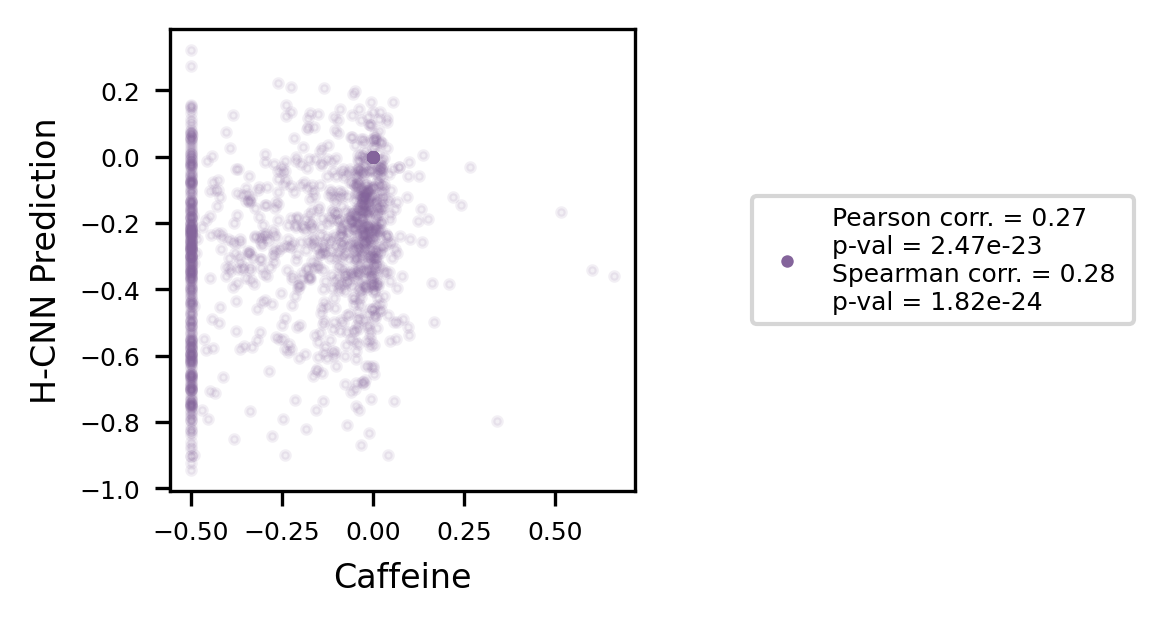 0.2
0.0
−0.2
−0.4
−0.6
−0.8
−1.0
H-CNN Prediction
−0.50 −0.25 0.00 0.25 0.50
Caffeine
Pearson corr. = 0.27
p-val = 2.47e-23
Spearman corr. = 0.28
p-val = 1.82e-24